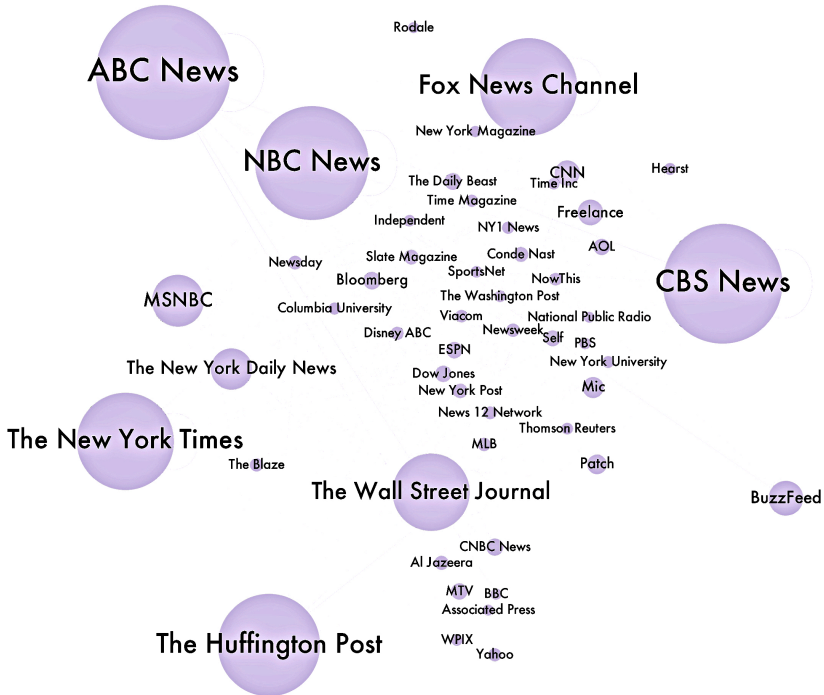 Rodale
ABC News
Fox News Channel
New York Magazine
NBC News
CNN
Hearst
The Daily Beast
Time Inc
Time Magazine
Freelance
Independent
NY1 News
AOL
Conde Nast
Slate Magazine
Newsday
SportsNet
Bloomberg
NowThis
CBS News
The Washington Post
MSNBC
Columbia University
Viacom
National Public Radio
Newsweek
Disney ABC
Self
PBS
ESPN
New York University
The New York Daily News
Dow Jones
Mic
New York Post
News 12 Network
Thomson Reuters
The New York Times
MLB
The Blaze
Patch
The Wall Street Journal
BuzzFeed
CNBC News
Al Jazeera
MTV
BBC
Associated Press
WPIX
The Huffington Post
Yahoo